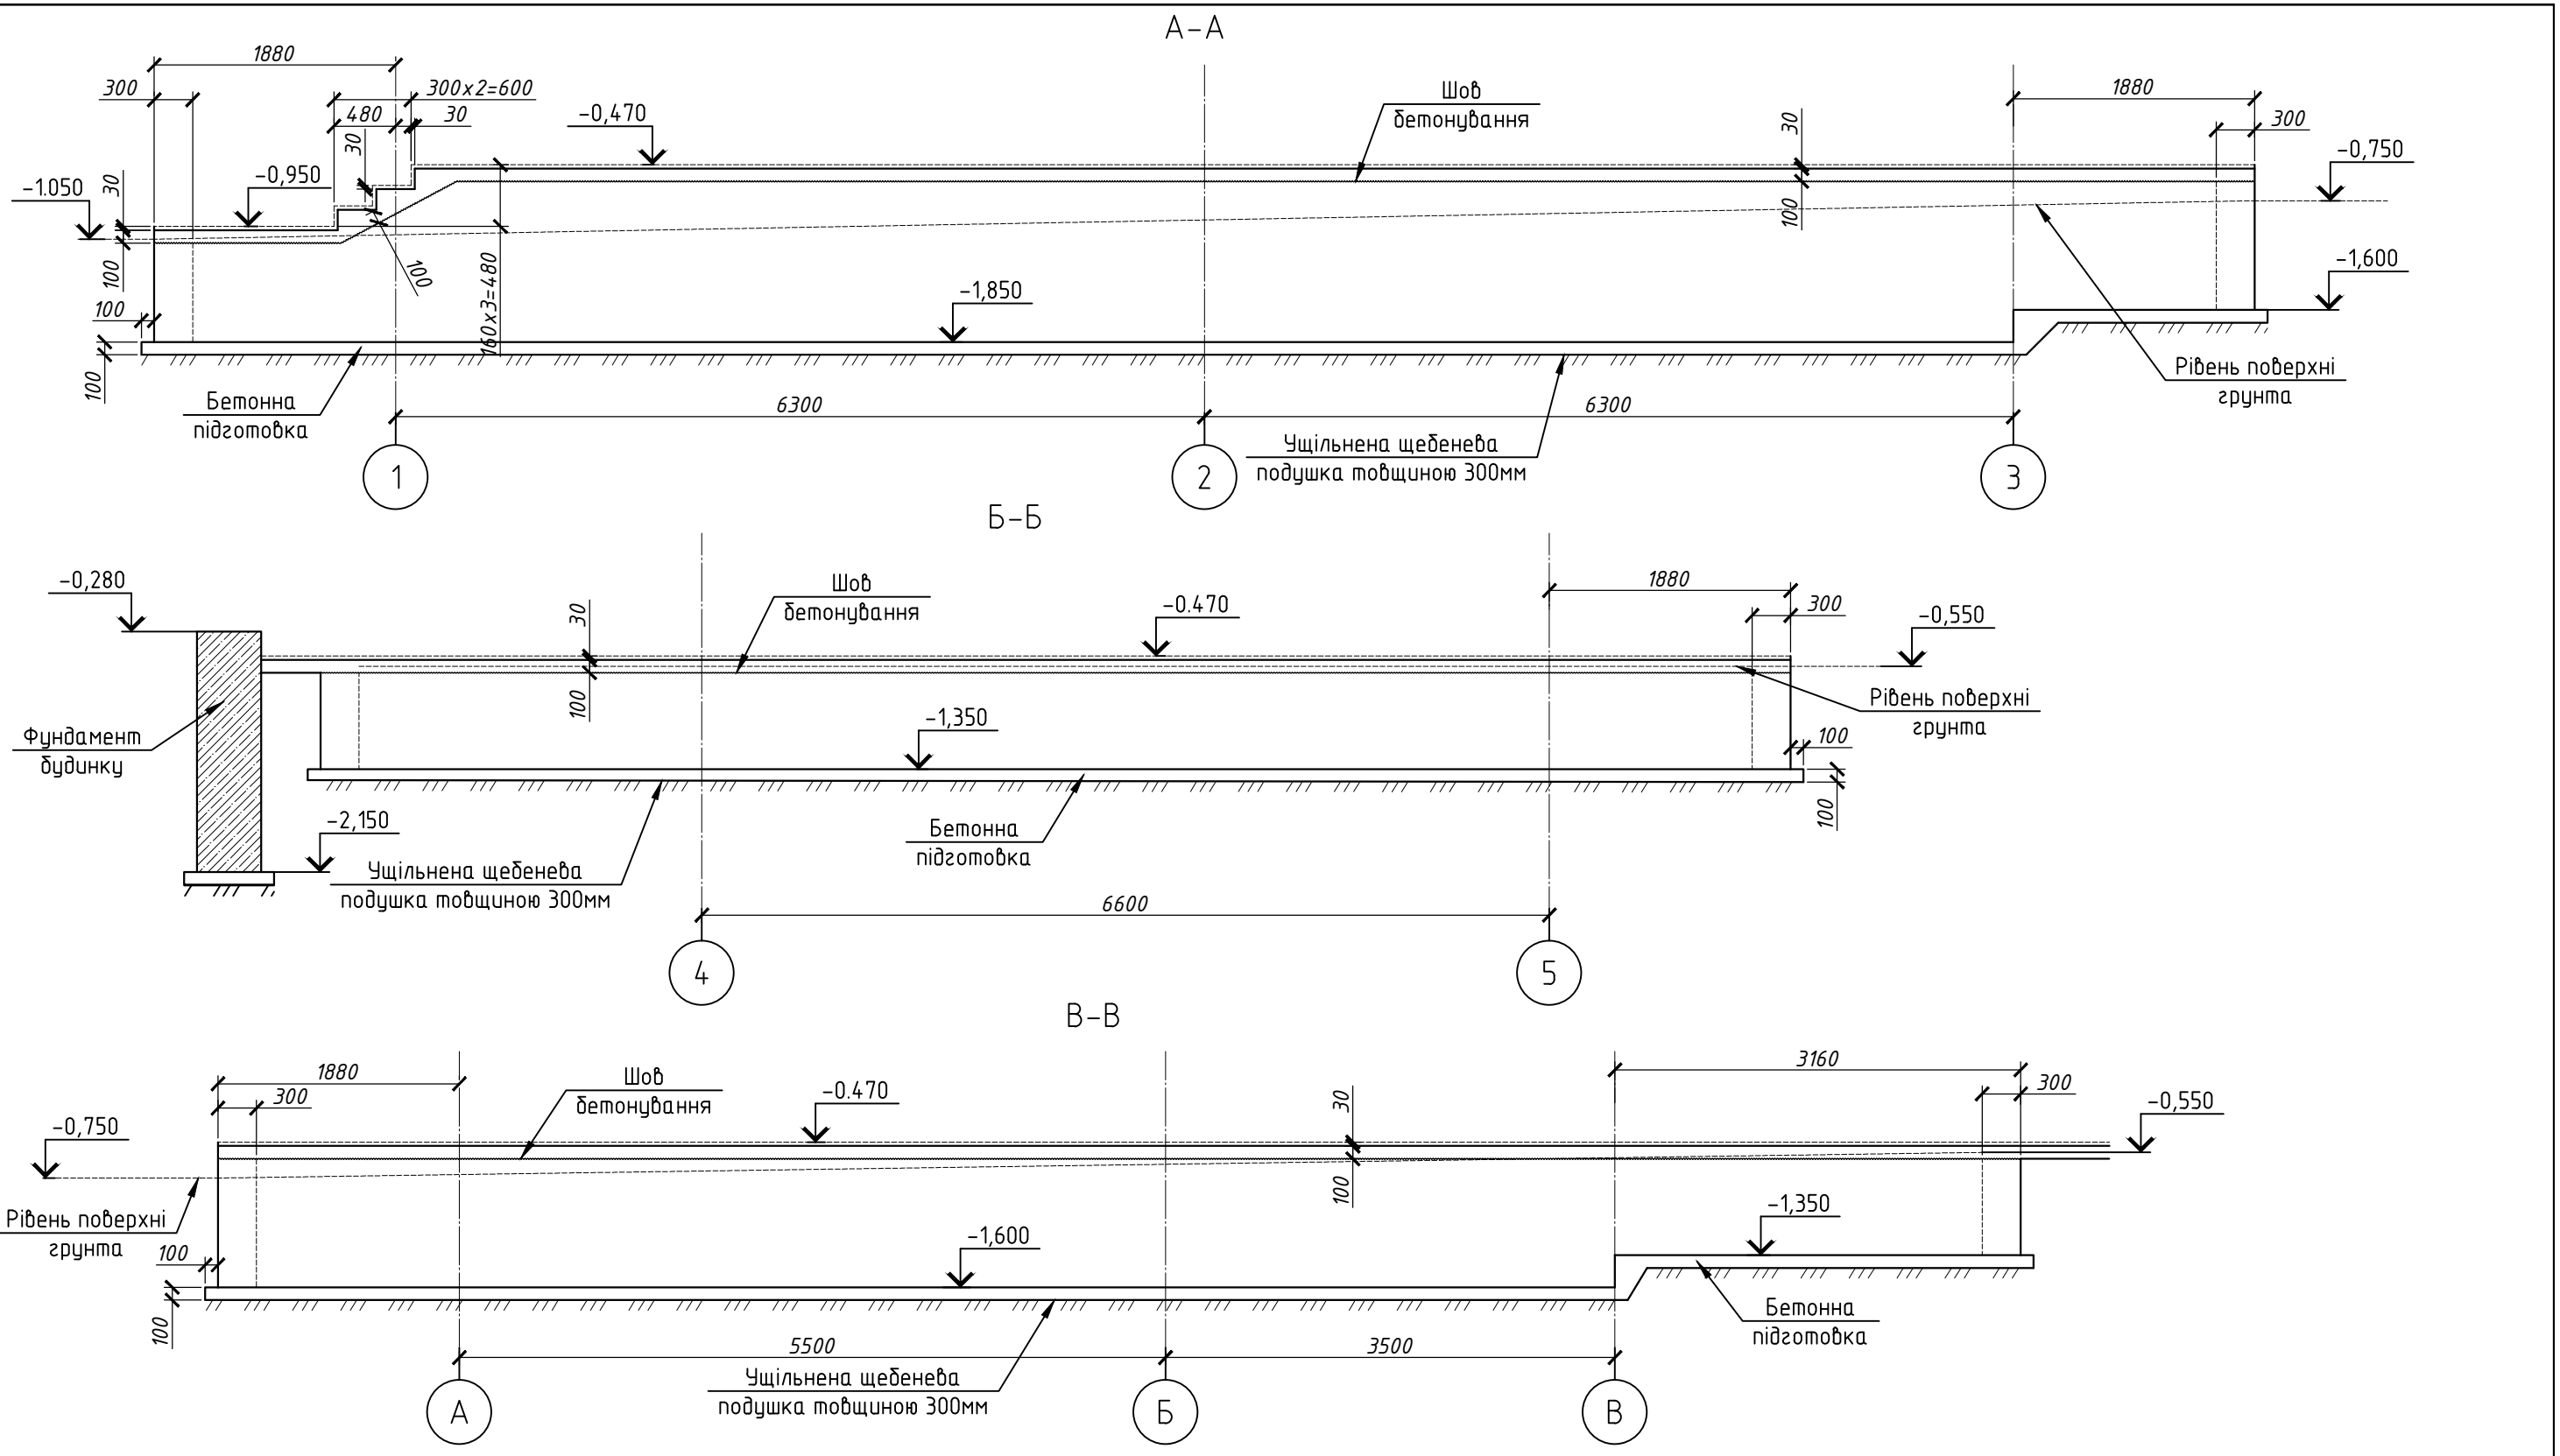 А-А
1880
300
300x2=600
480
30
30
-0,470
Шов
бетонування
30
1880
300
-0,750
-1.050
30
-0,950
100
100
100
160x3=480
100
100
-1,850
-1,600
Рівень поверхні
грунта
Бетонна
підготовка
6300
6300
Ущільнена щебенева
подушка товщиною 300мм
1
2
3
Б-Б
-0,280
Шов
бетонування
30
-0.470
1880
300
-0,550
100
-1,350
Рівень поверхні
грунта
Фундамент
будинку
100
100
-2,150
Бетонна
підготовка
Ущільнена щебенева
подушка товщиною 300мм
6600
4
5
В-В
1880
300
Шов
бетонування
-0.470
30
3160
300
-0,750
-0,550
100
-1,350
Рівень поверхні
грунта
100
-1,600
100
Бетонна
підготовка
5500
3500
Ущільнена щебенева
подушка товщиною 300мм
А
Б
В